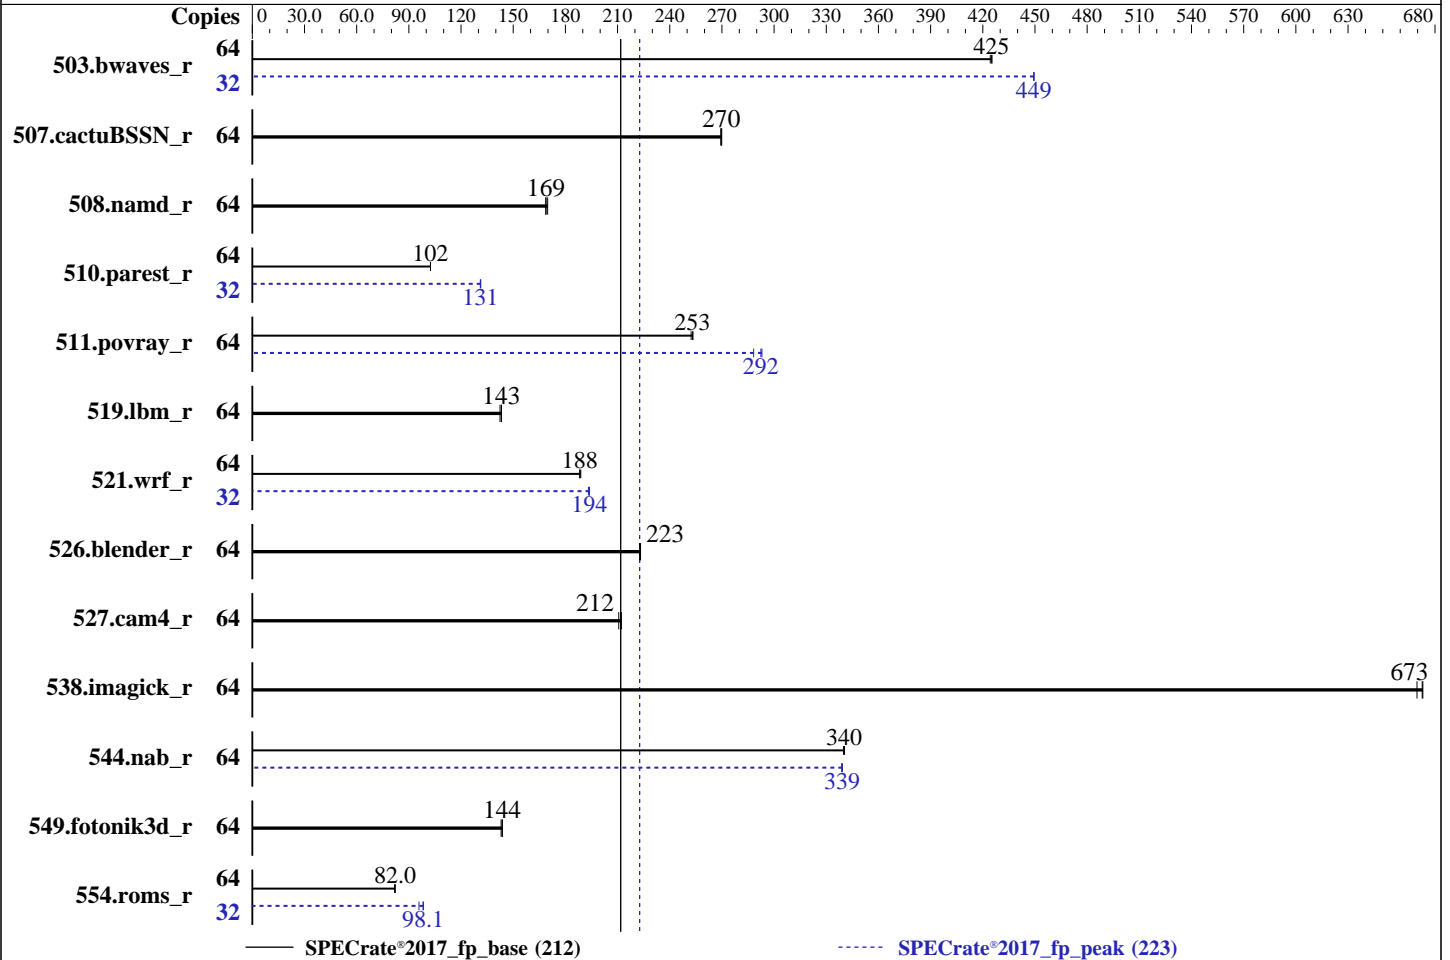 Copies 0 30.0 60.0 90.0 120 150 180 210 240 270 300 330 360 390 420 450 480 510 540 570 600 630 680
503.bwaves_r 64 425
32 449
507.cactuBSSN_r 64 270
508.namd_r 64 169
510.parest_r 64 102
32 131
511.povray_r 64 253
292
519.lbm_r 64 143
521.wrf_r 64 188
32 194
526.blender_r 64 223
527.cam4_r 64 212
538.imagick_r 64 673
544.nab_r 64 340
339
549.fotonik3d_r 64 144
554.roms_r 64 82.0
32 98.1
SPECrate®2017_fp_base (212) SPECrate®2017_fp_peak (223)